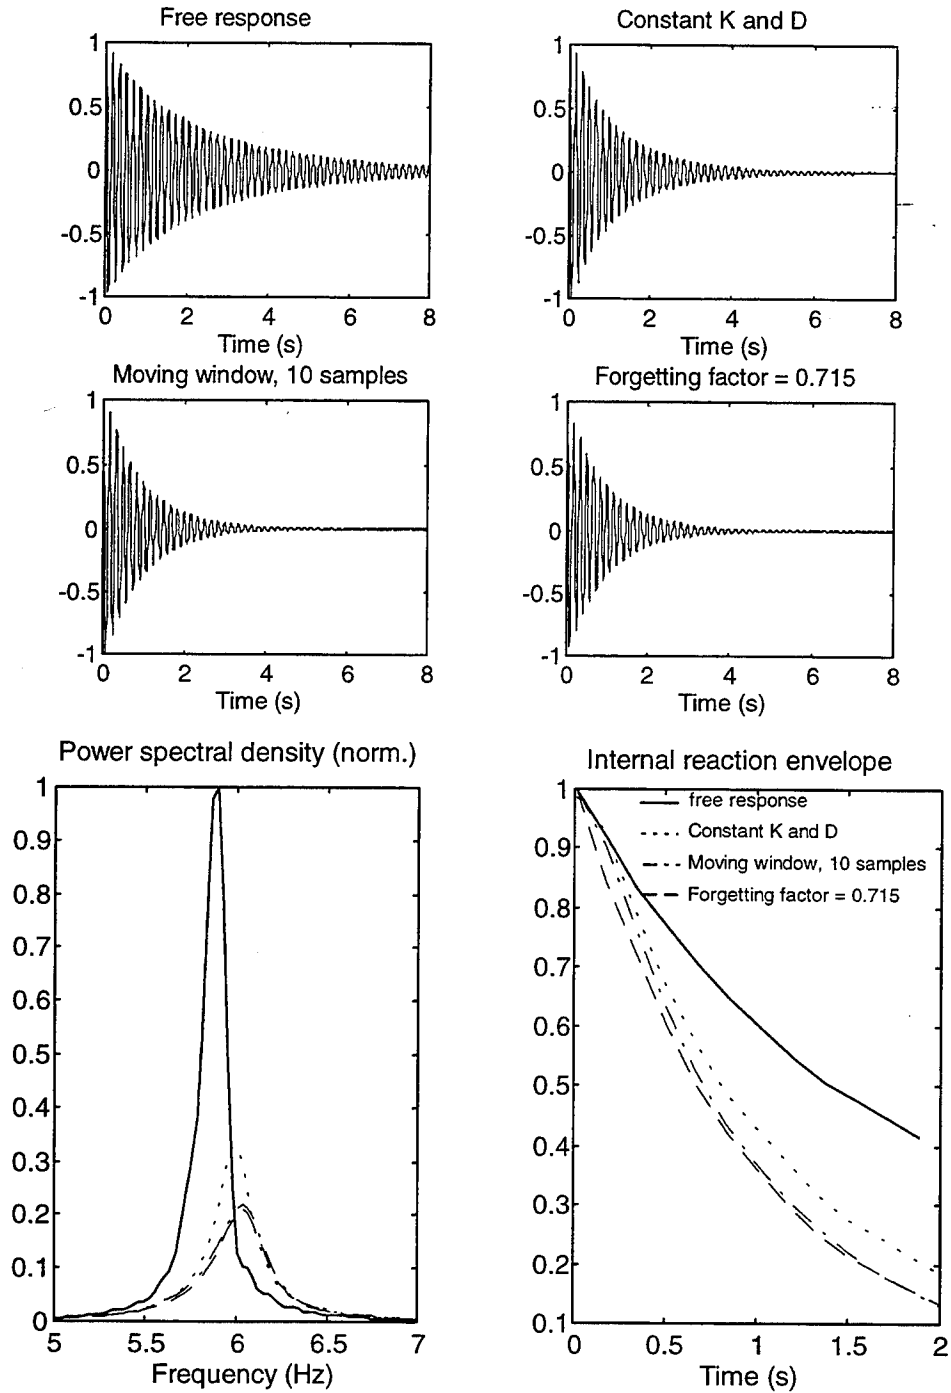 Free response
1
0.5
0
-0.5
-1
0 2 4 6 8
Time (s)
Constant K and D
1
0.5
0
-0.5
-1
0 2 4 6 8
Time (s)
Moving window, 10 samples
1
0.5
0
-0.5
-1
0 2 4 6 8
Time (s)
Forgetting factor = 0.715
1
0.5
0
-0.5
-1
0 2 4 6 8
Time (s)
Power spectral density (norm.)
1
0.9
0.8
0.7
0.6
0.5
0.4
0.3
0.2
0.1
0
5 5.5 6 6.5 7
Frequency (Hz)
Internal reaction envelope
free response
Constant K and D
Moving window, 10 samples
Forgetting factor = 0.715
1
0.9
0.8
0.7
0.6
0.5
0.4
0.3
0.2
0.1
0 0.5 1 1.5 2
Time (s)